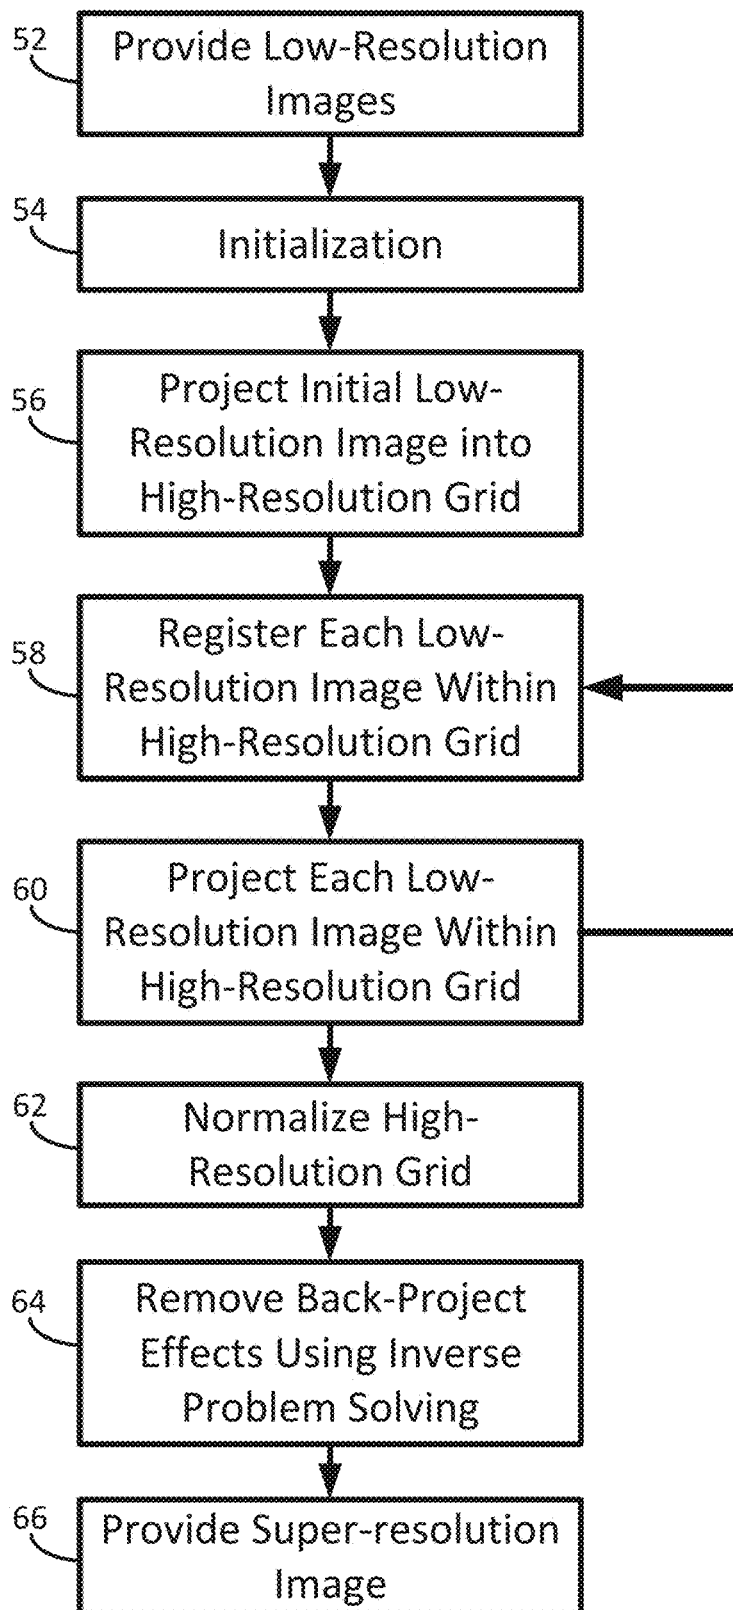 52
Provide Low-Resolution
Images
54
Initialization
56
Project Initial Low-
Resolution Image into
High-Resolution Grid
58
Register Each Low-
Resolution Image Within
High-Resolution Grid
60
Project Each Low-
Resolution Image Within
High-Resolution Grid
62
Normalize High-
Resolution Grid
64
Remove Back-Project
Effects Using Inverse
Problem Solving
66
Provide Super-resolution
Image